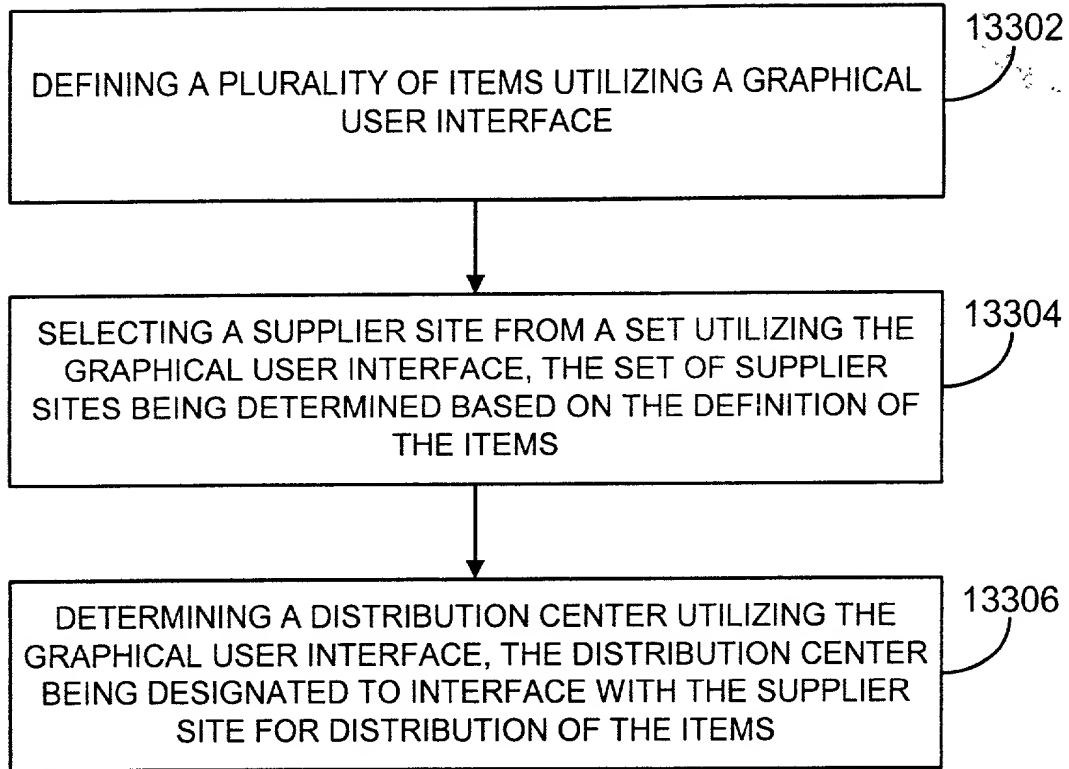 13302
DEFINING A PLURALITY OF ITEMS UTILIZING A GRAPHICAL
USER INTERFACE
13304
SELECTING A SUPPLIER SITE FROM A SET UTILIZING THE
GRAPHICAL USER INTERFACE, THE SET OF SUPPLIER
SITES BEING DETERMINED BASED ON THE DEFINITION OF
THE ITEMS
13306
DETERMINING A DISTRIBUTION CENTER UTILIZING THE
GRAPHICAL USER INTERFACE, THE DISTRIBUTION CENTER
BEING DESIGNATED TO INTERFACE WITH THE SUPPLIER
SITE FOR DISTRIBUTION OF THE ITEMS